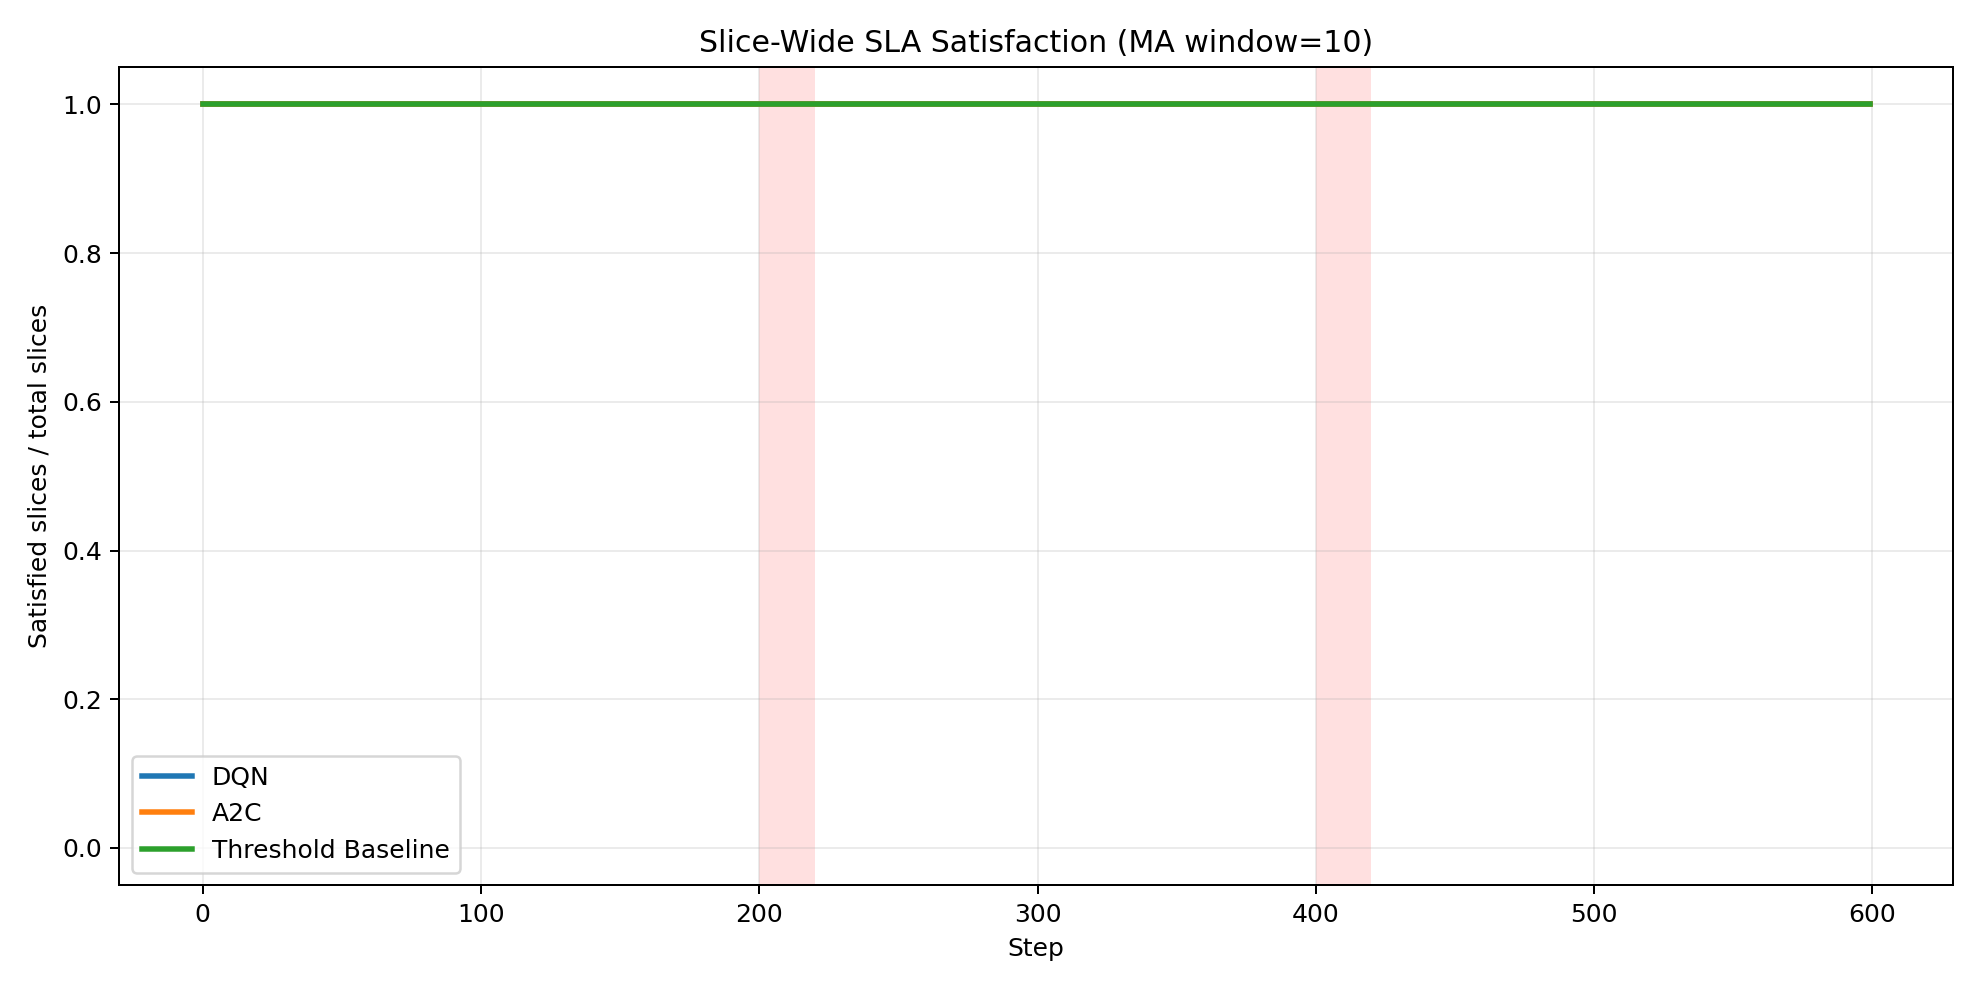 Slice-Wide SLA Satisfaction (MA window=10)
Satisfied slices / total slices
1.0
0.8
0.6
0.4
0.2
0.0
DQN
A2C
Threshold Baseline
0 100 200 300 400 500 600
Step